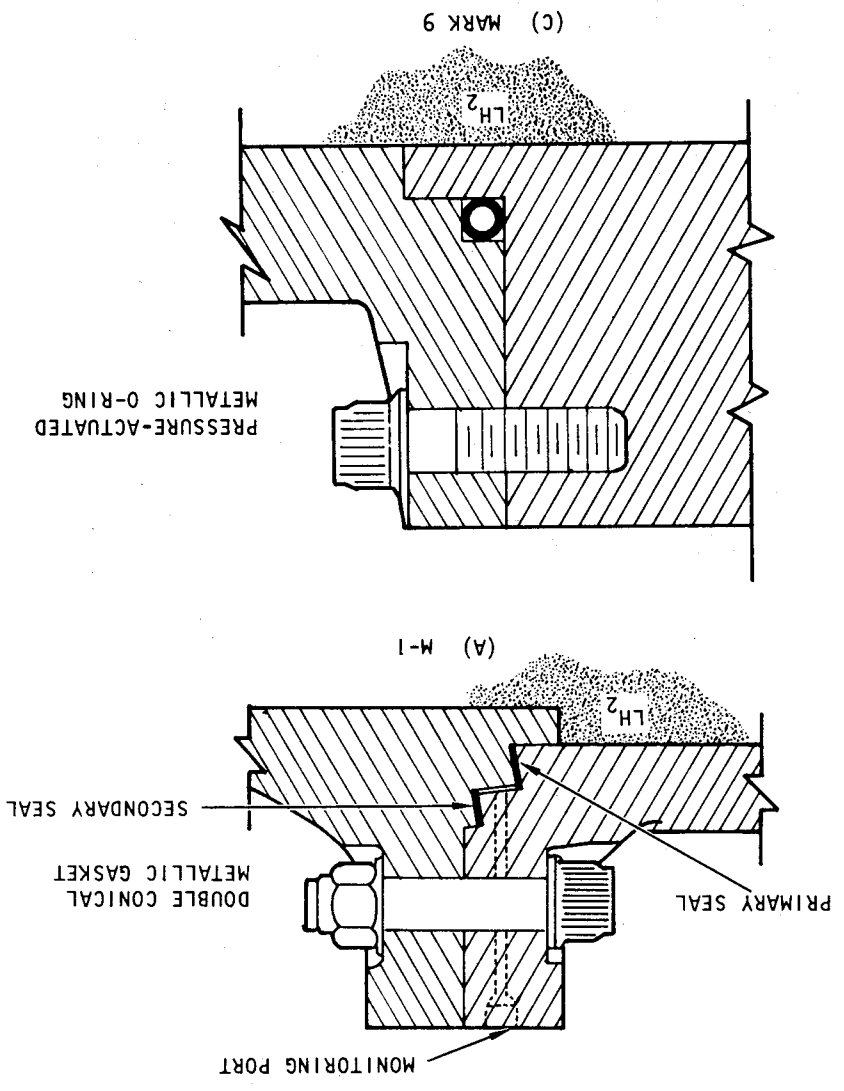 MONITORING PORT
PRIMARY SEAL
DOUBLE CONICAL
METALLIC GASKET
SECONDARY SEAL
LH2
(A) M-1
PRESSURE-ACTUATED
METALLIC O-RING
LH2
(C) MARK 9